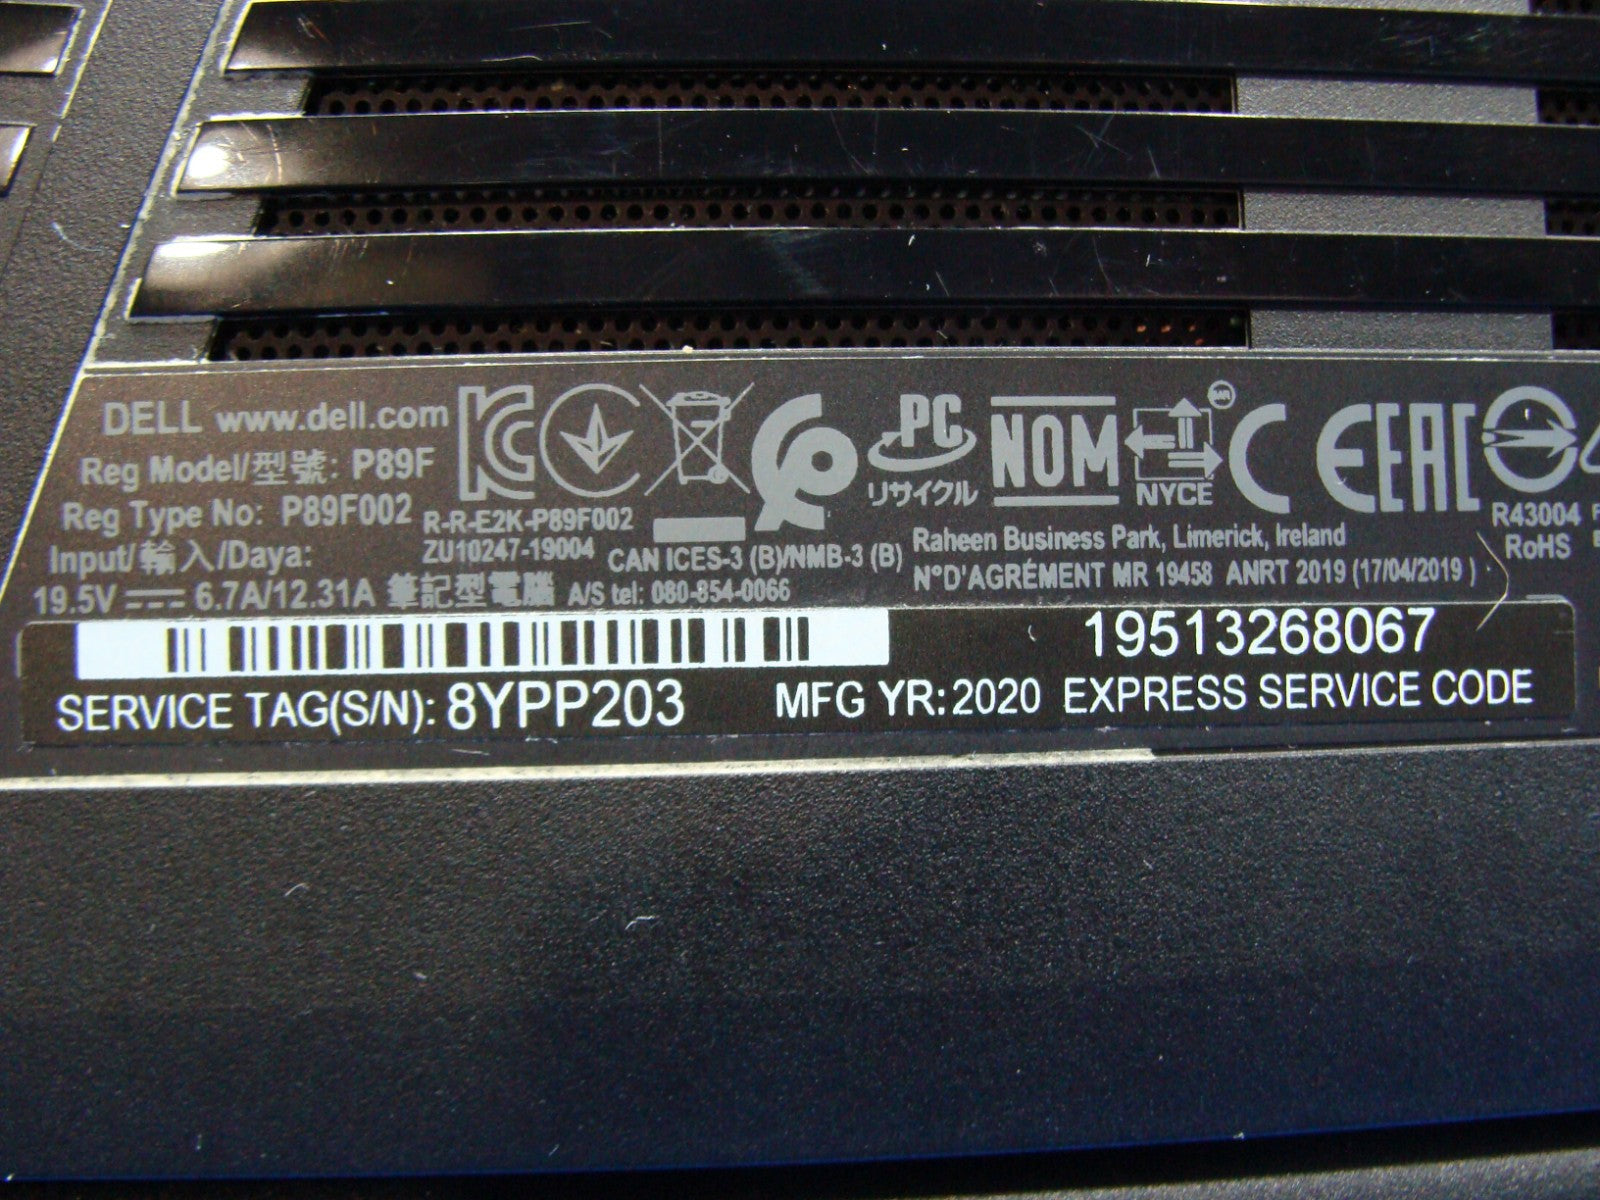 DELL www.dell.com
Reg Model/型號: P89F
Reg Type No: P89F002
R-R-E2K-P89F002
Input/輸入/Daya:
ZU10247-19004
CAN ICES-3 (B)/NMB-3 (B)
19.5V 6.7A/12.31A 筆記型電腦 A/S tel: 080-854-0066
PC
リサイクル
NOM
NYCE
CE
EAC
R43004
RoHS
Raheen Business Park, Limerick, Ireland
N°D'AGRÉMENT MR 19458 ANRT 2019 (17/04/2019)
19513268067
SERVICE TAG(S/N): 8YPP203 MFG YR: 2020 EXPRESS SERVICE CODE